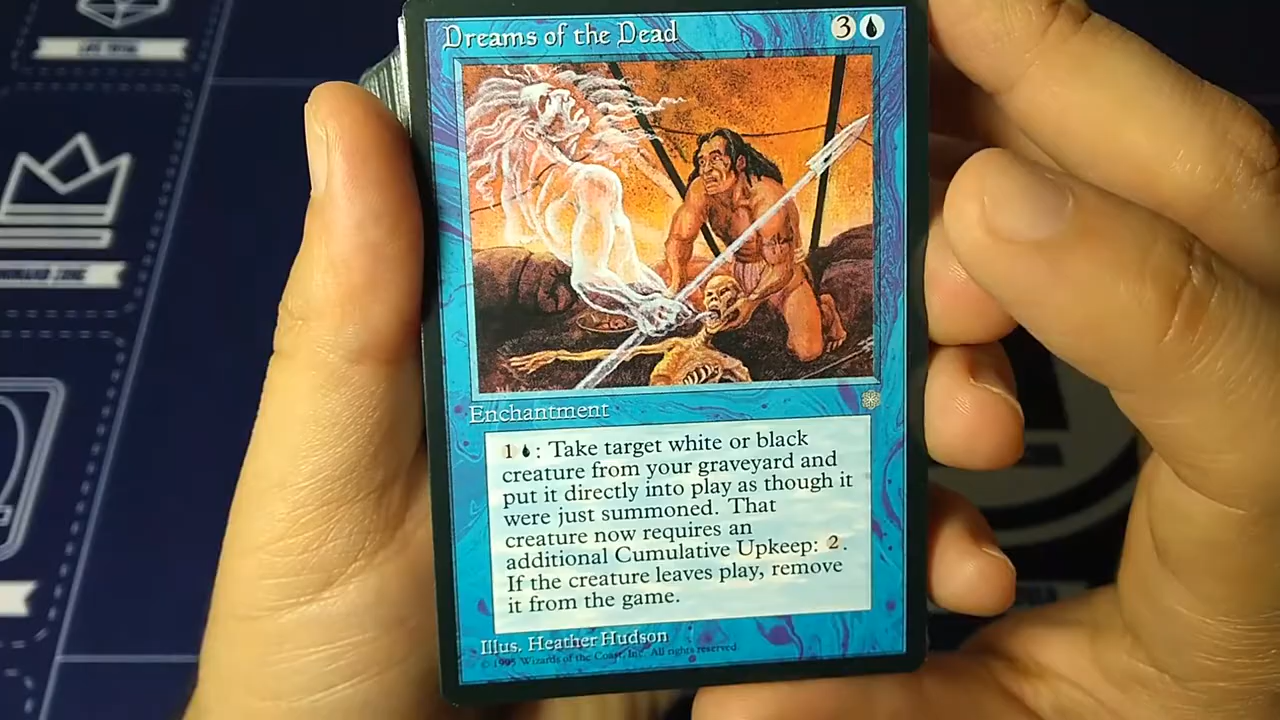 Dreams of the Dead 3
Enchantment
1 : Take target white or black
creature from your graveyard and
put it directly into play as though it
were just summoned. That
creature now requires an
additional Cumulative Upkeep: 2.
If the creature leaves play, remove
it from the game.
Illus. Heather Hudson
© 1995 Wizards of the Coast, Inc. All rights reserved.